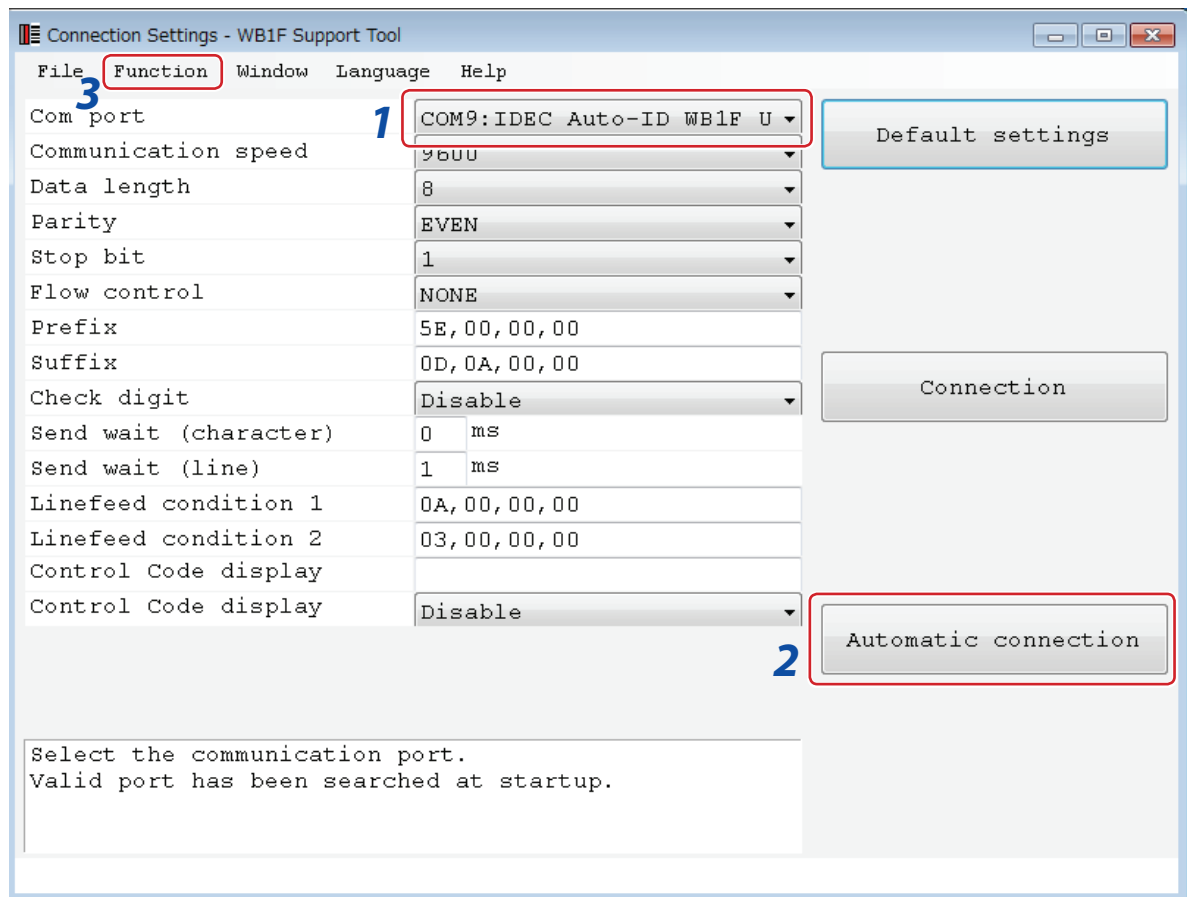 Connection Settings - WB1F Support Tool
File Function Window Language Help
3
Com port 1 COM9:IDEC Auto-ID WB1F U
Default settings
Communication speed 9600
Data length 8
Parity EVEN
Stop bit 1
Flow control NONE
Prefix 5E,00,00,00
Suffix 0D,0A,00,00
Connection
Check digit Disable
Send wait (character) 0 ms
Send wait (line) 1 ms
Linefeed condition 1 0A,00,00,00
Linefeed condition 2 03,00,00,00
Control Code display
Control Code display Disable
2 Automatic connection
Select the communication port.
Valid port has been searched at startup.